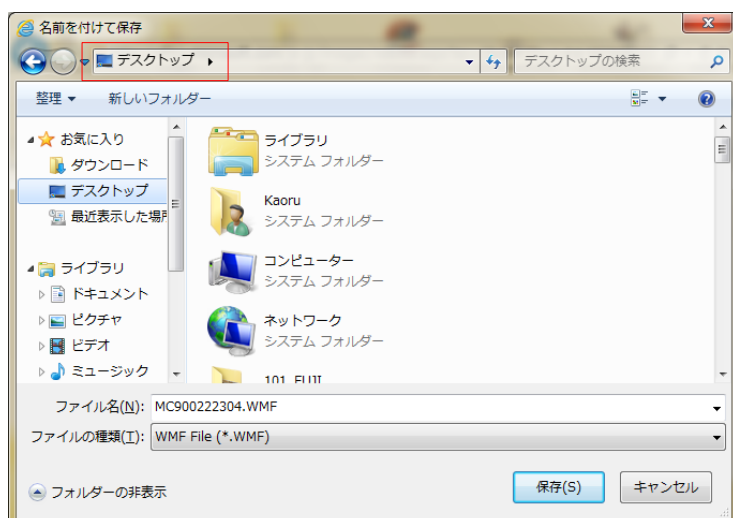 名前を付けて保存
デスクトップ
デスクトップの検索
整理
新しいフォルダー
お気に入り
ダウンロード
デスクトップ
最近表示した場所
ライブラリ
ドキュメント
ピクチャ
ビデオ
ミュージック
ライブラリ
システム フォルダー
Kaoru
システム フォルダー
コンピューター
システム フォルダー
ネットワーク
システム フォルダー
101_FUJI
ファイル名(N): MC900222304.WMF
ファイルの種類(T): WMF File (*.WMF)
フォルダーの非表示
保存(S)
キャンセル